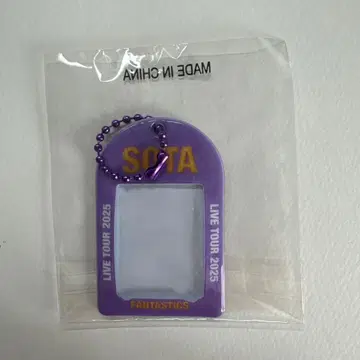 MADE IN CHINA
SOTA
LIVE TOUR 2025
LIVE TOUR 2025
FANTASTICS